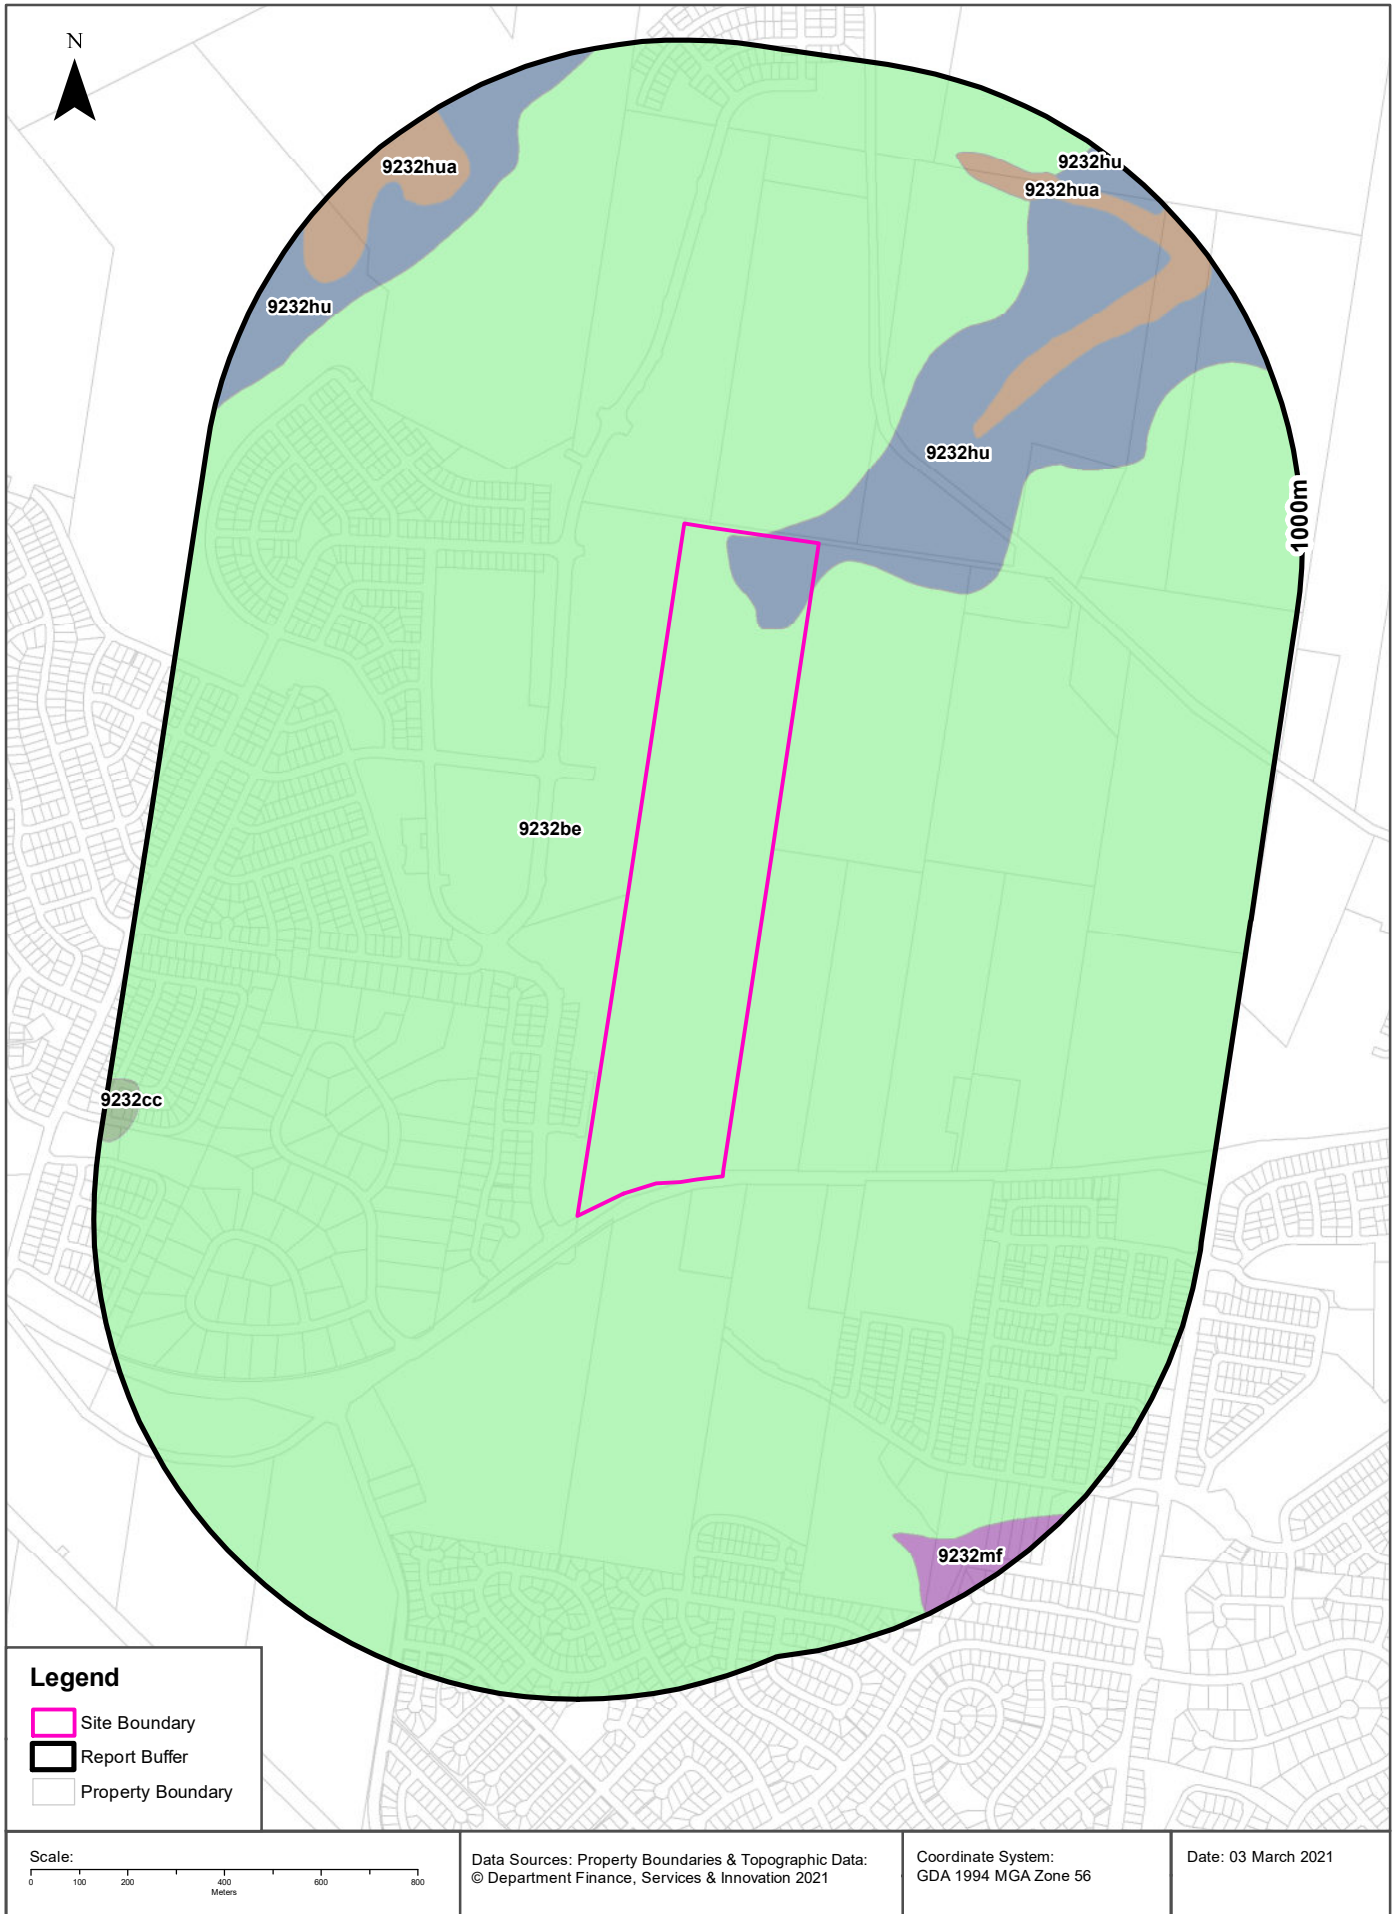 N
9232hua
9232hu
9232hua
9232hu
9232hu
1000m
9232be
9232cc
9232mf
Legend
Site Boundary
Report Buffer
Property Boundary
Scale:
0 100 200 400 600 800
Meters
Data Sources: Property Boundaries & Topographic Data:
© Department Finance, Services & Innovation 2021
Coordinate System:
GDA 1994 MGA Zone 56
Date: 03 March 2021